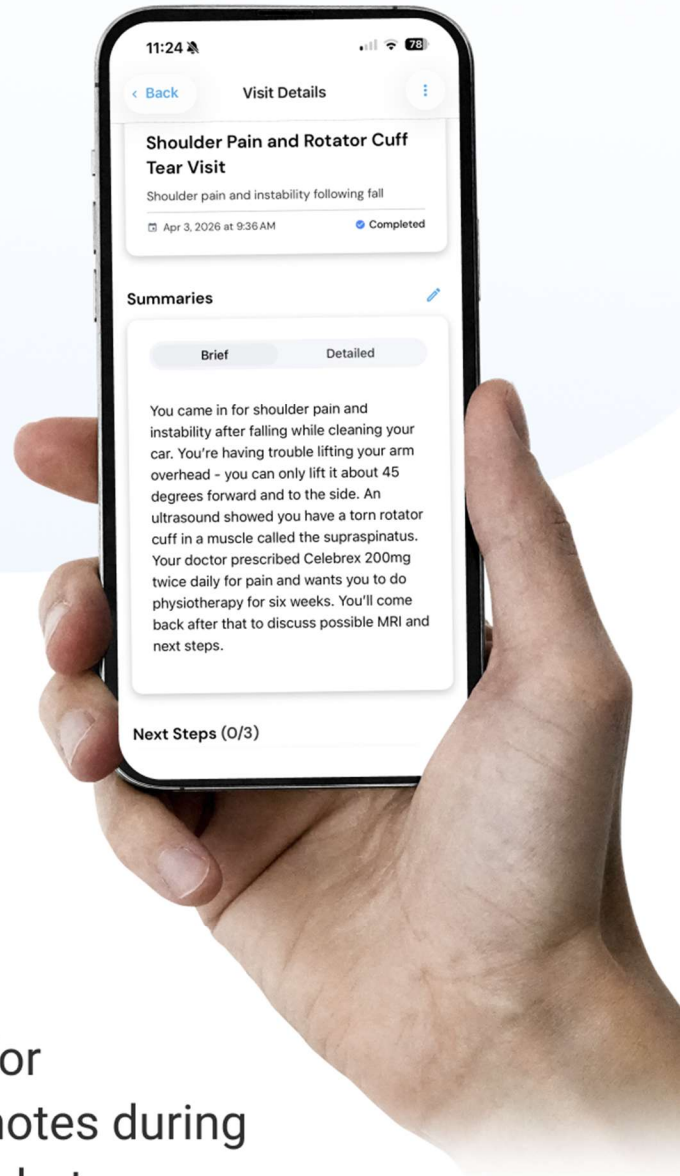 11:24
78
Back
Visit Details
Shoulder Pain and Rotator Cuff
Tear Visit
Shoulder pain and instability following fall
Apr 3, 2026 at 9:36 AM
Completed
Summaries
Brief
Detailed
You came in for shoulder pain and
instability after falling while cleaning your
car. You're having trouble lifting your arm
overhead - you can only lift it about 45
degrees forward and to the side. An
ultrasound showed you have a torn rotator
cuff in a muscle called the supraspinatus.
Your doctor prescribed Celebrex 200mg
twice daily for pain and wants you to do
physiotherapy for six weeks. You'll come
back after that to discuss possible MRI and
next steps.
Next Steps (0/3)
or
notes during